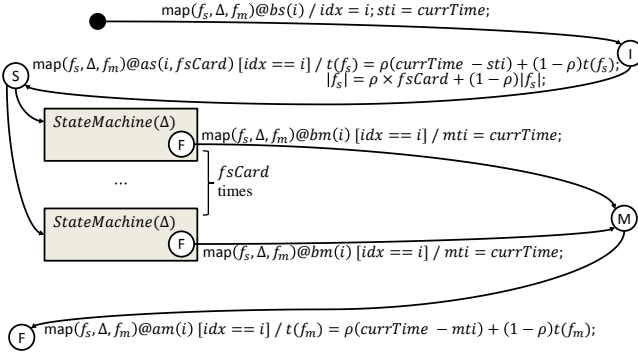 map(f_s, Δ, f_m)@bs(i) / idx = i; sti = currTime;
I
S
map(f_s, Δ, f_m)@as(i, fsCard) [idx == i] / t(f_s) = ρ(currTime − sti) + (1 − ρ)t(f_s);
|f_s| = ρ × fsCard + (1 − ρ)|f_s|;
StateMachine(Δ)
F
map(f_s, Δ, f_m)@bm(i) [idx == i] / mti = currTime;
...
fsCard
times
StateMachine(Δ)
F
M
map(f_s, Δ, f_m)@bm(i) [idx == i] / mti = currTime;
F
map(f_s, Δ, f_m)@am(i) [idx == i] / t(f_m) = ρ(currTime − mti) + (1 − ρ)t(f_m);